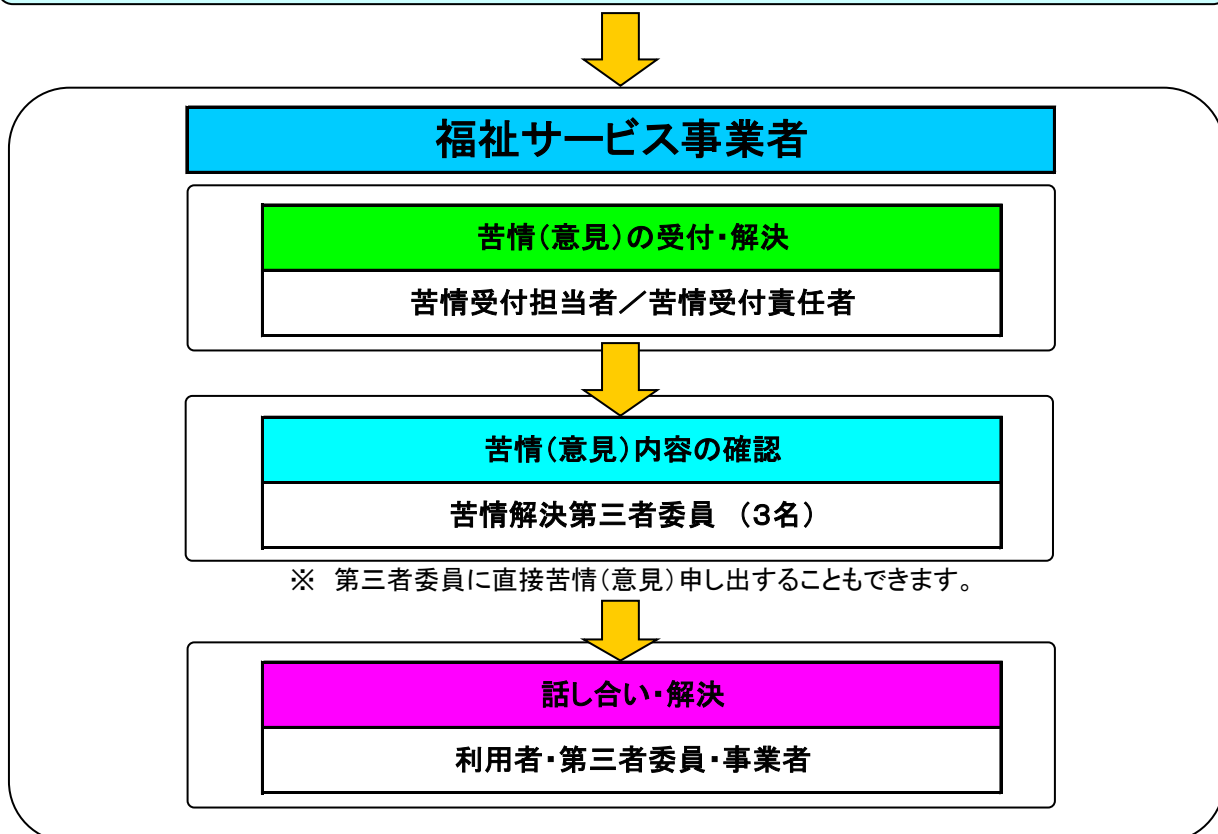 福祉サービス事業者
苦情(意見)の受付・解決
苦情受付担当者／苦情受付責任者
苦情(意見)内容の確認
苦情解決第三者委員　(3名)
※　第三者委員に直接苦情(意見)申し出することもできます。
話し合い・解決
利用者・第三者委員・事業者